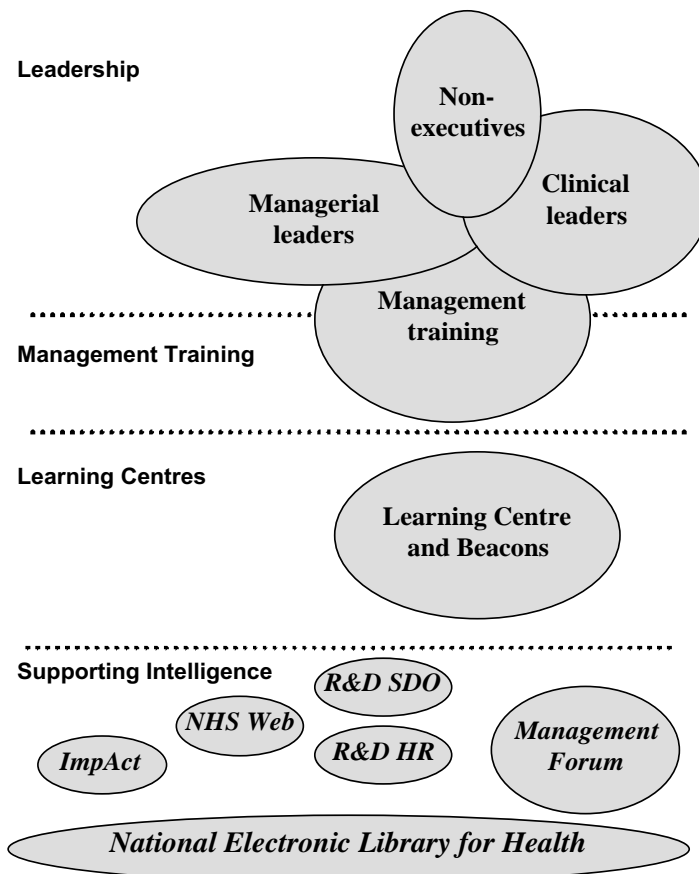 Leadership
Non-
executives
Clinical
leaders
Managerial
leaders
Management
training
Management Training
Learning Centres
Learning Centre
and Beacons
Supporting Intelligence
R&D SDO
NHS Web
Management
Forum
R&D HR
ImpAct
National Electronic Library for Health